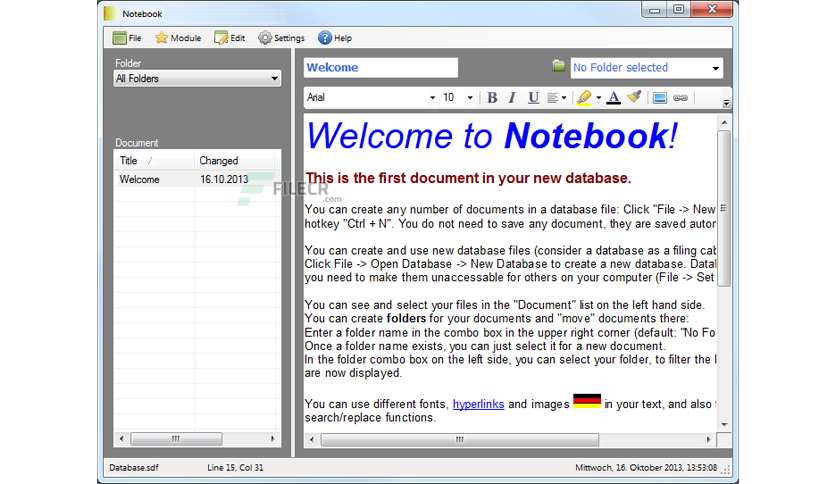 Notebook
File Module Edit Settings Help
Folder
All Folders
Document
Title / Changed
Welcome 16.10.2013
FILECR
.com
Welcome
No Folder selected
Arial 10 B I U A
Welcome to Notebook!
This is the first document in your new database.
You can create any number of documents in a database file: Click "File -> New
hotkey "Ctrl + N". You do not need to save any document, they are saved autor
You can create and use new database files (consider a database as a filing cab
Click File -> Open Database -> New Database to create a new database. Datal
you need to make them unaccessable for others on your computer (File -> Set
You can see and select your files in the "Document" list on the left hand side.
You can create folders for your documents and "move" documents there:
Enter a folder name in the combo box in the upper right corner (default: "No Fo
Once a folder name exists, you can just select it for a new document.
In the folder combo box on the left side, you can select your folder, to filter the
are now displayed.
You can use different fonts, hyperlinks and images in your text, and also
search/replace functions.
Database.sdf Line 15, Col 31 Mittwoch, 16. Oktober 2013, 13:53:08